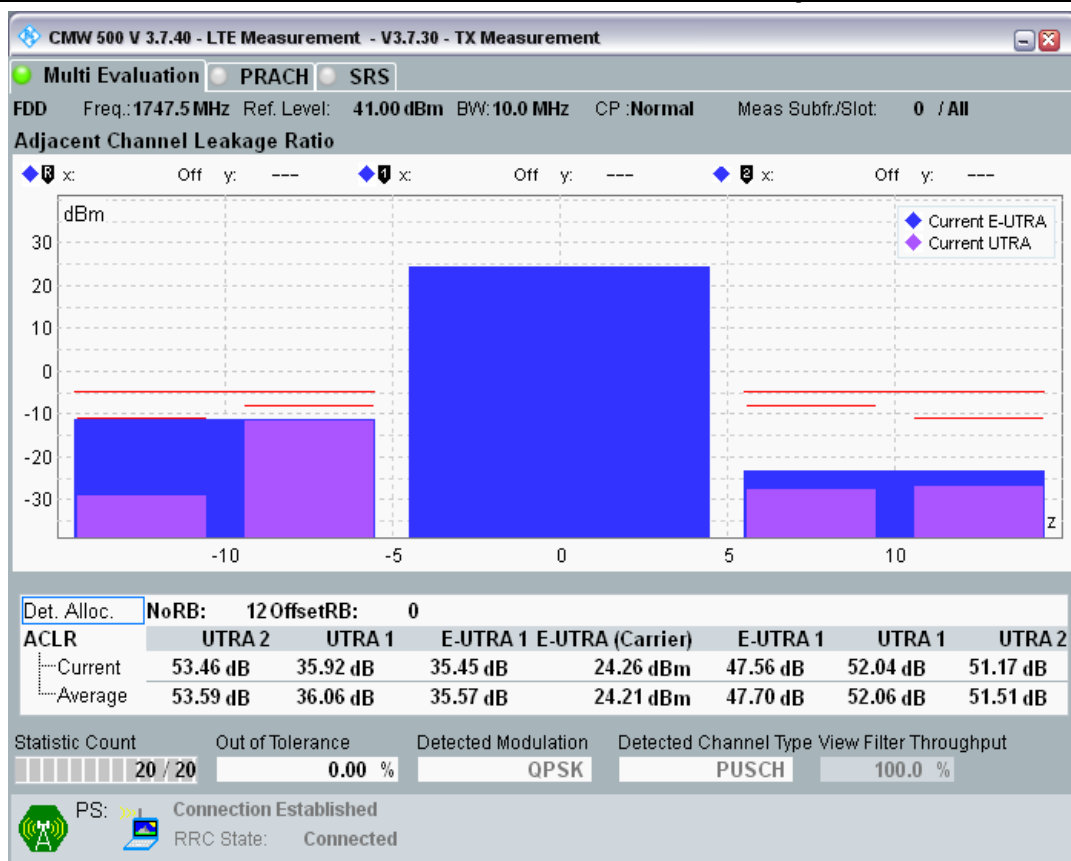 CMW 500 V 3.7.40 - LTE Measurement - V3.7.30 - TX Measurement
Multi Evaluation PRACH SRS
FDD Freq.: 1747.5 MHz Ref. Level: 41.00 dBm BW: 10.0 MHz CP : Normal Meas Subfr./Slot: 0 / All
Adjacent Channel Leakage Ratio
R x: Off y: --- 1 x: Off y: --- 2 x: Off y: ---
dBm
Current E-UTRA
Current UTRA
30
20
10
0
-10
-20
-30
z
-10 -5 0 5 10
Det. Alloc. NoRB: 12 OffsetRB: 0
ACLR UTRA 2 UTRA 1 E-UTRA 1 E-UTRA (Carrier) E-UTRA 1 UTRA 1 UTRA 2
Current 53.46 dB 35.92 dB 35.45 dB 24.26 dBm 47.56 dB 52.04 dB 51.17 dB
Average 53.59 dB 36.06 dB 35.57 dB 24.21 dBm 47.70 dB 52.06 dB 51.51 dB
Statistic Count Out of Tolerance Detected Modulation Detected Channel Type View Filter Throughput
20 / 20 0.00 % QPSK PUSCH 100.0 %
PS: Connection Established
RRC State: Connected